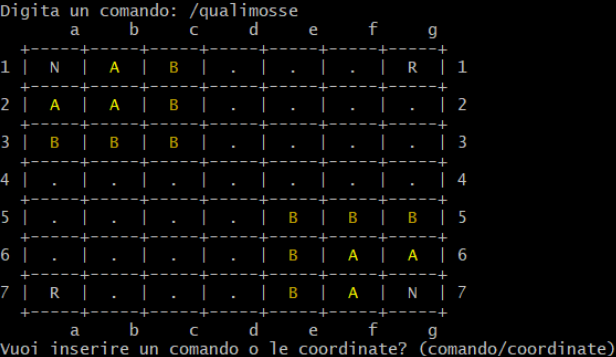 Digita un comando: /qualimosse
a b c d e f g
+-----+-----+-----+-----+-----+-----+-----+
1 | N | A | B | . | . | . | R | 1
+-----+-----+-----+-----+-----+-----+-----+
2 | A | A | B | . | . | . | . | 2
+-----+-----+-----+-----+-----+-----+-----+
3 | B | B | B | . | . | . | . | 3
+-----+-----+-----+-----+-----+-----+-----+
4 | . | . | . | . | . | . | . | 4
+-----+-----+-----+-----+-----+-----+-----+
5 | . | . | . | . | B | B | B | 5
+-----+-----+-----+-----+-----+-----+-----+
6 | . | . | . | . | B | A | A | 6
+-----+-----+-----+-----+-----+-----+-----+
7 | R | . | . | . | B | A | N | 7
+-----+-----+-----+-----+-----+-----+-----+
a b c d e f g
Vuoi inserire un comando o le coordinate? (comando/coordinate)